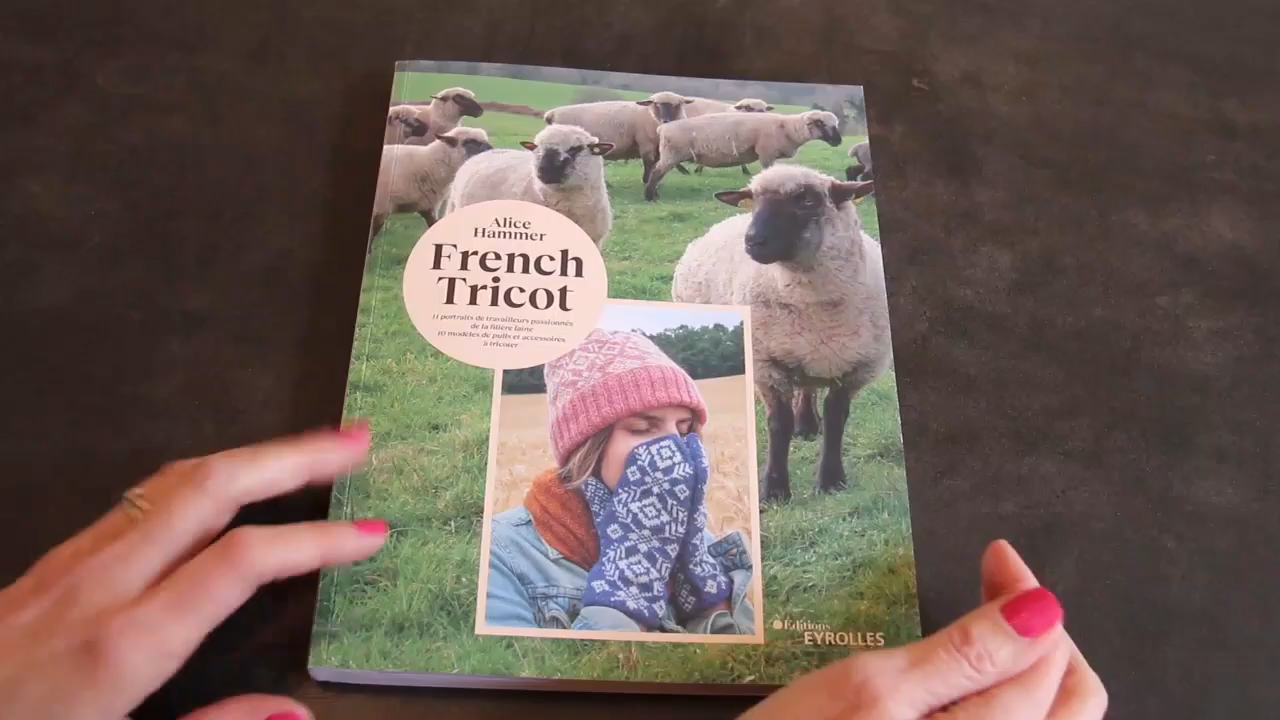 Alice
Hammer
French
Tricot
11 portraits de travailleurs passionnés
de la filière laine
10 modèles de pulls et accessoires
à tricoter
Éditions
EYROLLES